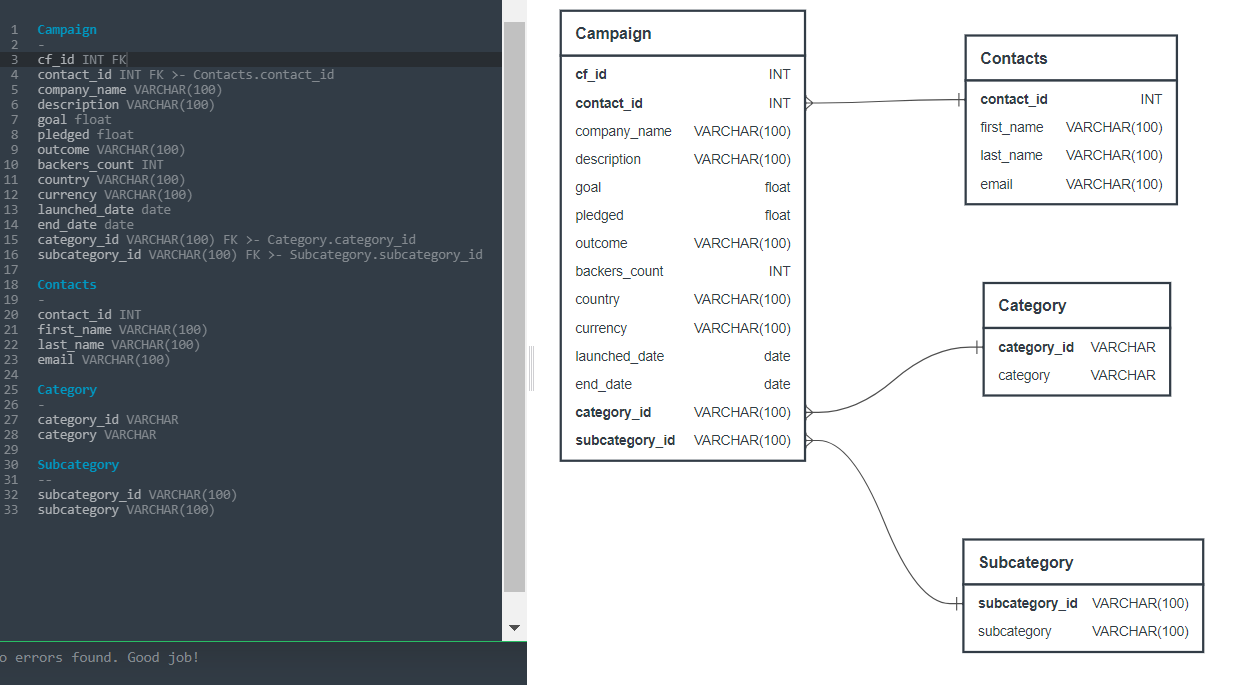 1 Campaign
2 -
3 cf_id INT FK
4 contact_id INT FK >- Contacts.contact_id
5 company_name VARCHAR(100)
6 description VARCHAR(100)
7 goal float
8 pledged float
9 outcome VARCHAR(100)
10 backers_count INT
11 country VARCHAR(100)
12 currency VARCHAR(100)
13 launched_date date
14 end_date date
15 category_id VARCHAR(100) FK >- Category.category_id
16 subcategory_id VARCHAR(100) FK >- Subcategory.subcategory_id
17
18 Contacts
19 -
20 contact_id INT
21 first_name VARCHAR(100)
22 last_name VARCHAR(100)
23 email VARCHAR(100)
24
25 Category
26 -
27 category_id VARCHAR
28 category VARCHAR
29
30 Subcategory
31 --
32 subcategory_id VARCHAR(100)
33 subcategory VARCHAR(100)
o errors found. Good job!
Campaign
cf_id INT
contact_id INT
company_name VARCHAR(100)
description VARCHAR(100)
goal float
pledged float
outcome VARCHAR(100)
backers_count INT
country VARCHAR(100)
currency VARCHAR(100)
launched_date date
end_date date
category_id VARCHAR(100)
subcategory_id VARCHAR(100)
Contacts
contact_id INT
first_name VARCHAR(100)
last_name VARCHAR(100)
email VARCHAR(100)
Category
category_id VARCHAR
category VARCHAR
Subcategory
subcategory_id VARCHAR(100)
subcategory VARCHAR(100)